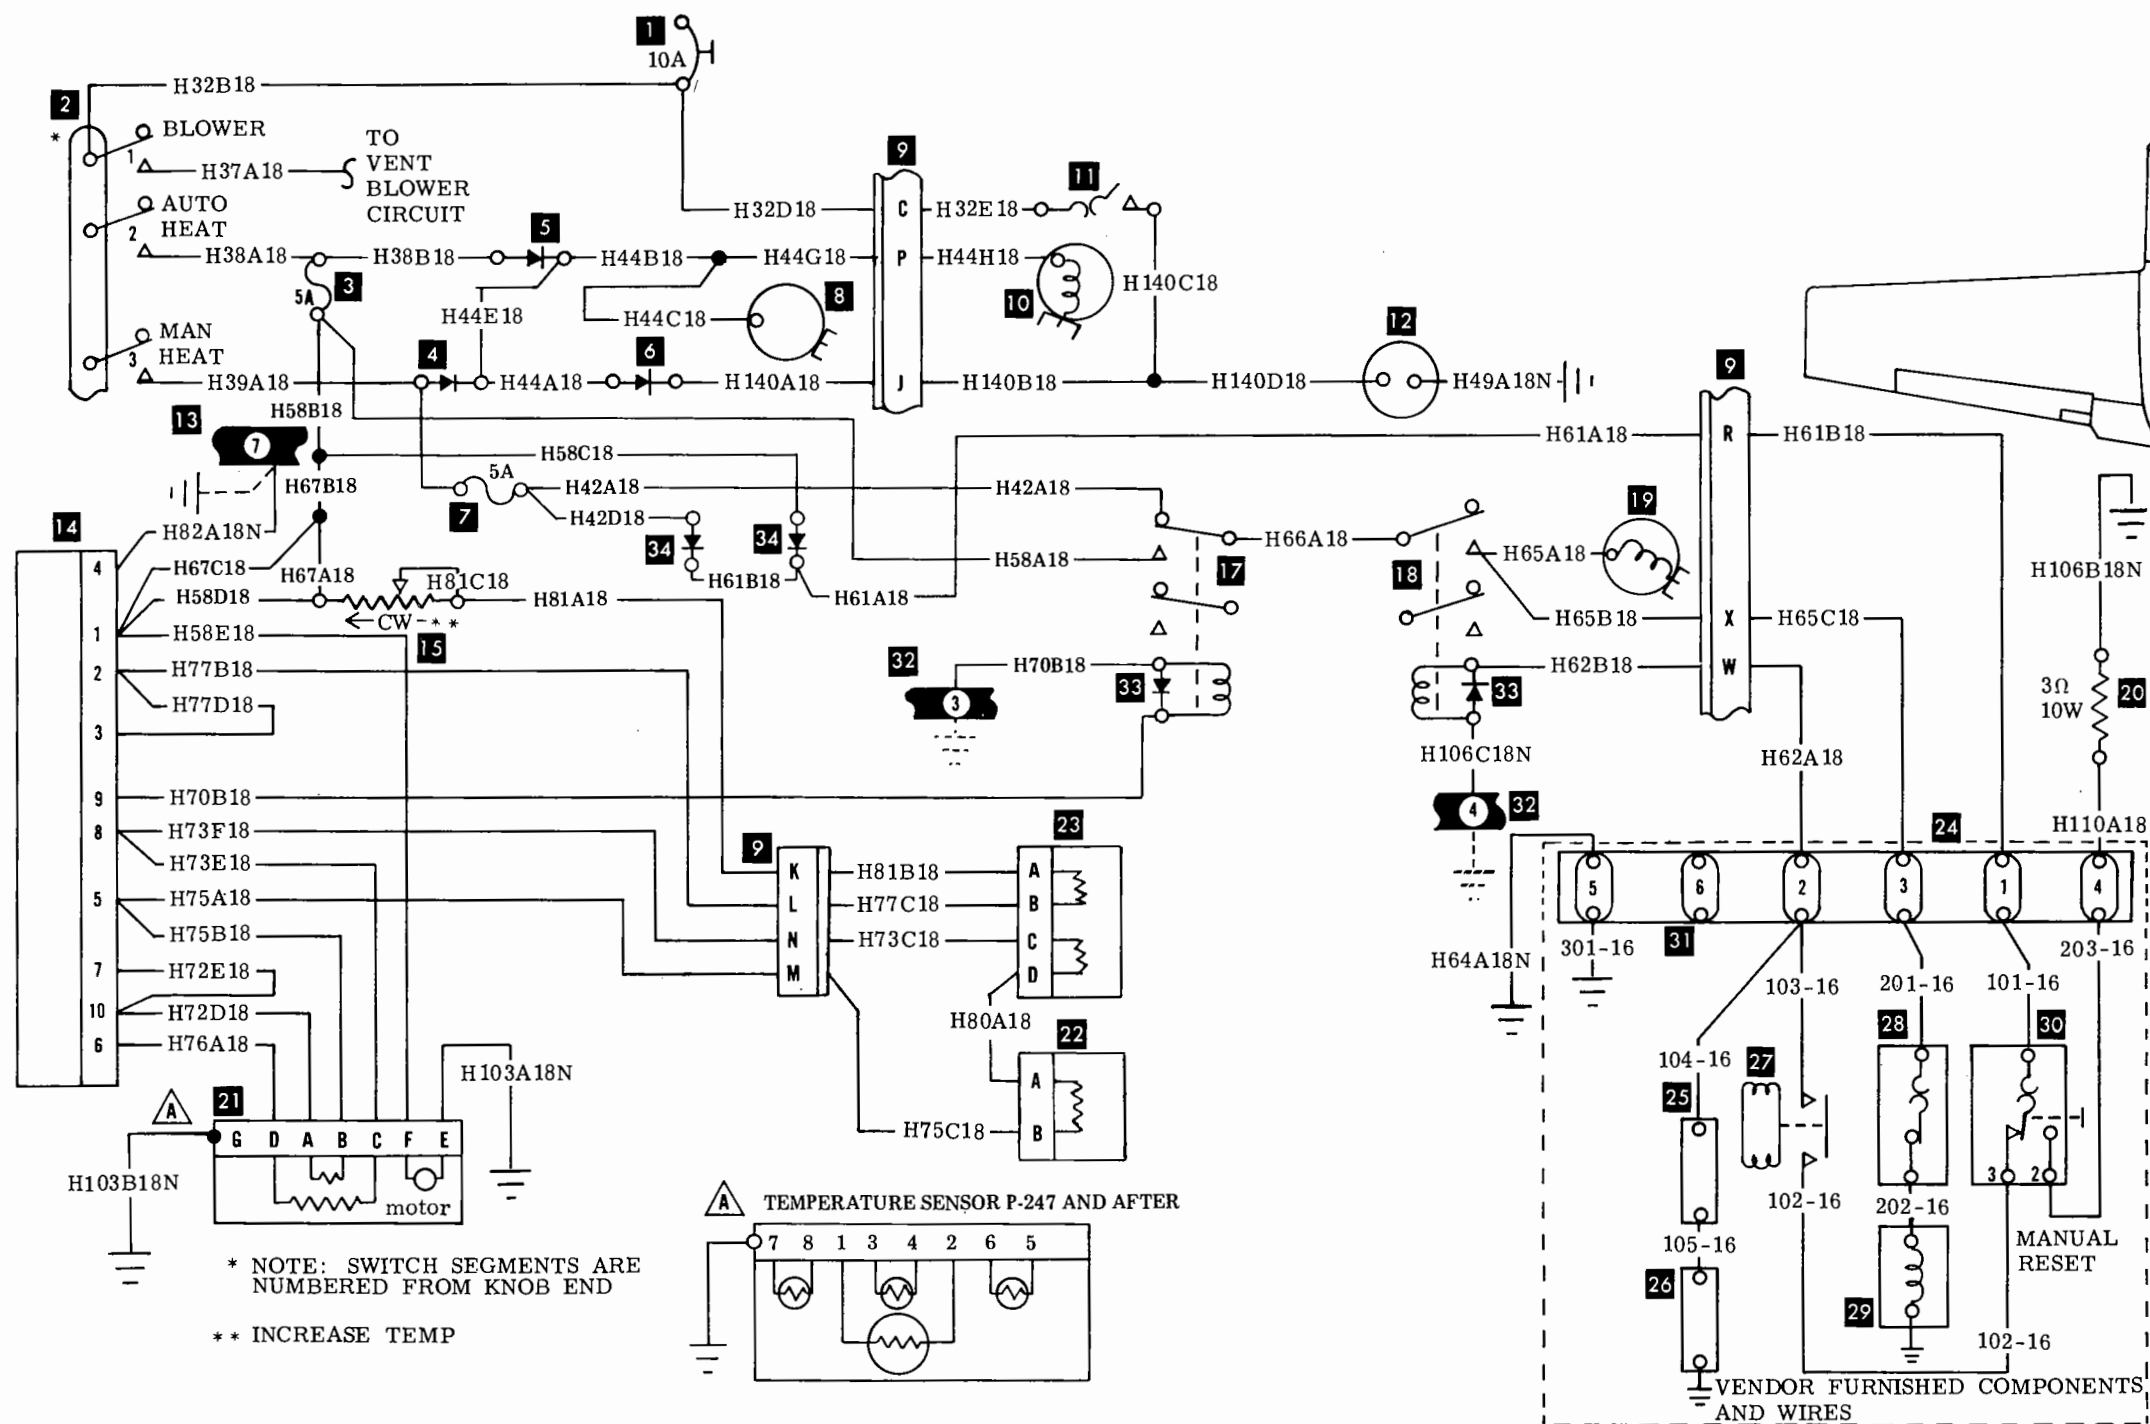 1
10A
H32B18
2
*
BLOWER
1
H37A18
TO
VENT
BLOWER
CIRCUIT
AUTO
HEAT
2
H38A18
H38B18
5
H44B18
H44G18
H32D18
9
C
P
J
H32E18
11
H44H18
10
H140C18
3
5A
H44E18
H44C18
8
MAN
HEAT
3
H39A18
4
H44A18
6
H140A18
H140B18
H140D18
12
H49A18N
9
13
7
H58B18
H58C18
H67B18
5A
7
H42A18
H42D18
34
34
H61B18
H61A18
H42A18
H58A18
H61A18
R
H61B18
H66A18
17
18
H65A18
19
H65B18
X
H65C18
H62B18
W
H62A18
H106B18N
3Ω
10W
20
H110A18
14
4
H82A18N
H67C18
H67A18
H81C18
H58D18
H81A18
CW-**
15
1
H58E18
2
H77B18
H77D18
3
32
3
H70B18
33
33
H106C18N
4
32
9
H70B18
8
H73F18
H73E18
5
H75A18
H75B18
7
H72E18
10
H72D18
6
H76A18
9
K
L
N
M
H81B18
H77C18
H73C18
23
A
B
C
D
H80A18
22
A
B
H75C18
24
5
6
2
3
1
4
31
H64A18N
301-16
103-16
201-16
101-16
203-16
104-16
27
28
30
25
102-16
202-16
3
2
105-16
26
29
MANUAL
RESET
102-16
VENDOR FURNISHED COMPONENTS
AND WIRES
A
21
H103A18N
G D A B C F E
motor
H103B18N
A TEMPERATURE SENSOR P-247 AND AFTER
7 8 1 3 4 2 6 5
* NOTE: SWITCH SEGMENTS ARE
NUMBERED FROM KNOB END
** INCREASE TEMP